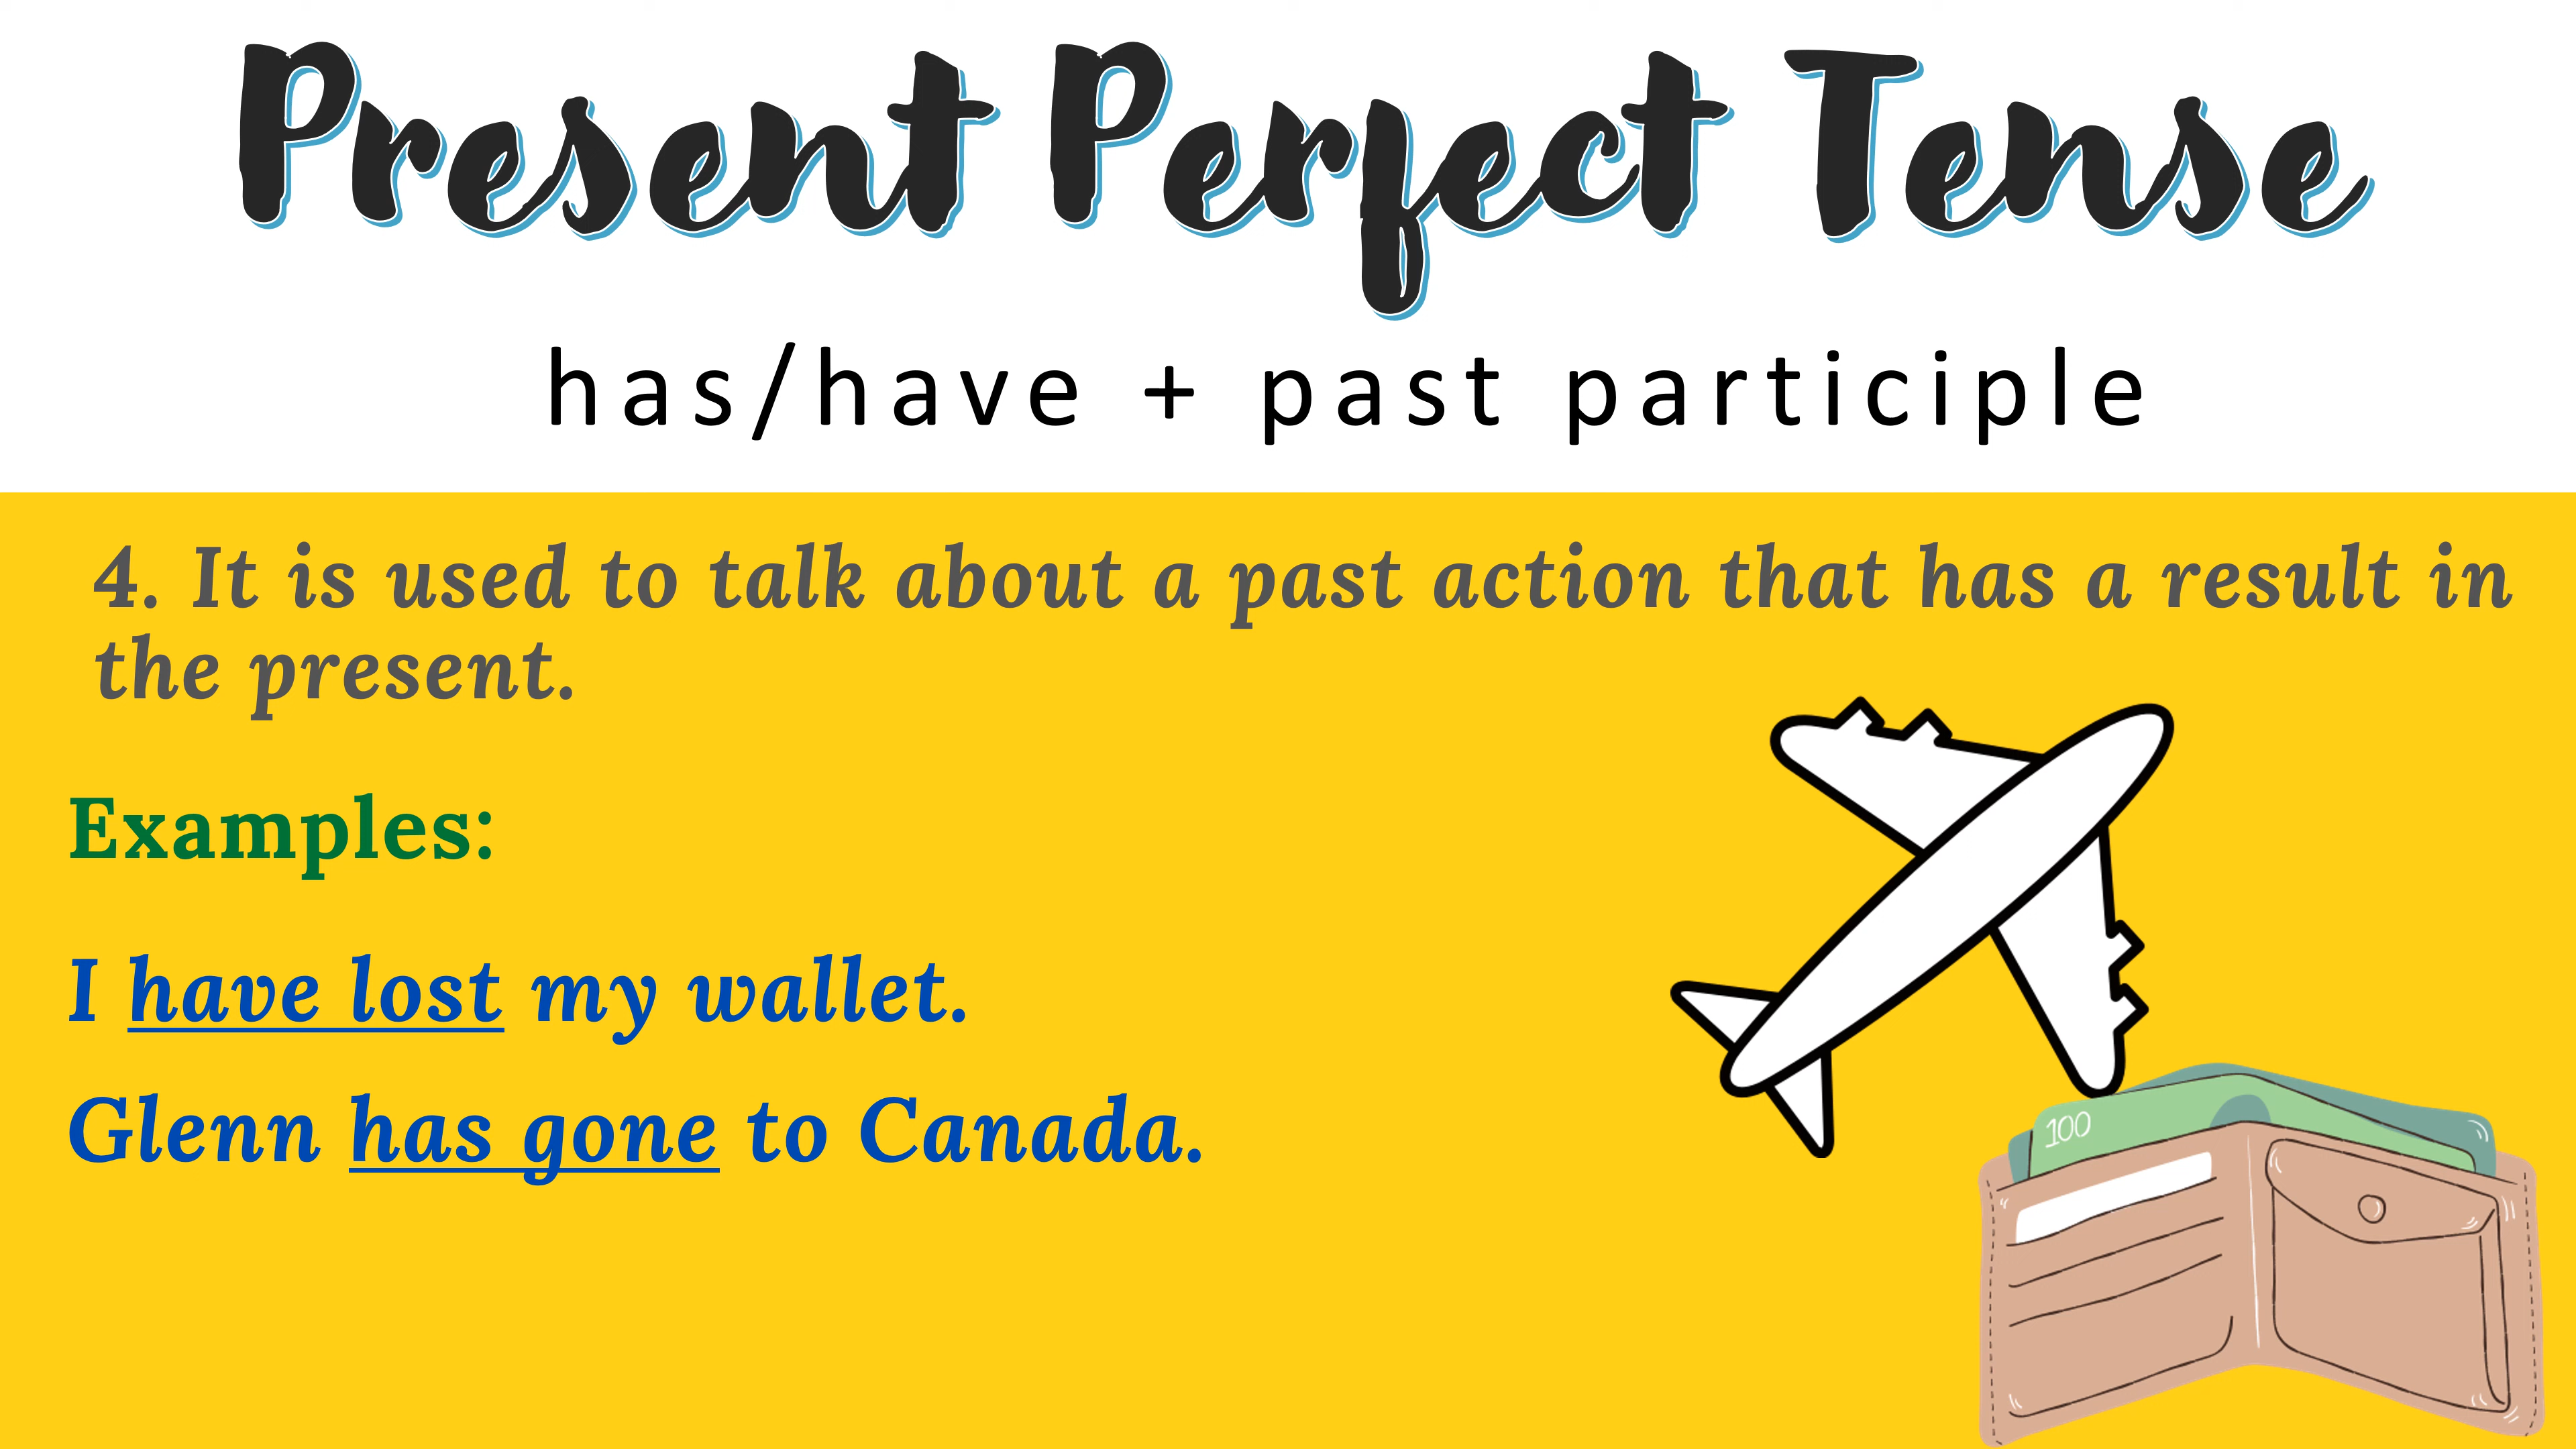 Present Perfect Tense
has/have + past participle
4. It is used to talk about a past action that has a result in
the present.
Examples:
I have lost my wallet.
Glenn has gone to Canada.
100